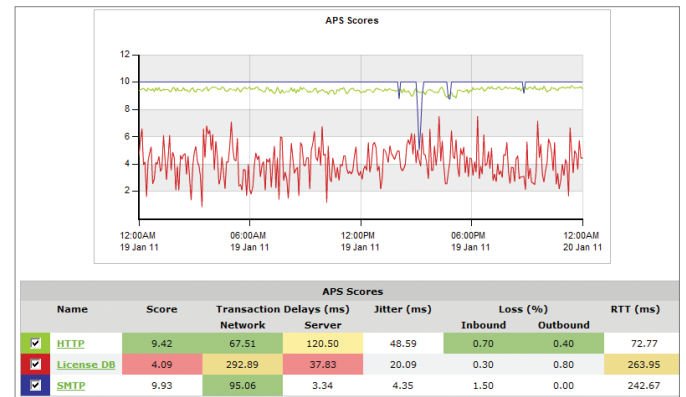 APS Scores
12
10
8
6
4
2
12:00AM 06:00AM 12:00PM 06:00PM 12:00AM
19 Jan 11 19 Jan 11 19 Jan 11 19 Jan 11 20 Jan 11
APS Scores
Name Score Transaction Delays (ms) Jitter (ms) Loss (%) RTT (ms)
Network Server Inbound Outbound
HTTP 9.42 67.51 120.50 48.59 0.70 0.40 72.77
License DB 4.09 292.89 37.83 20.09 0.30 0.80 263.95
SMTP 9.93 95.06 3.34 4.35 1.50 0.00 242.67